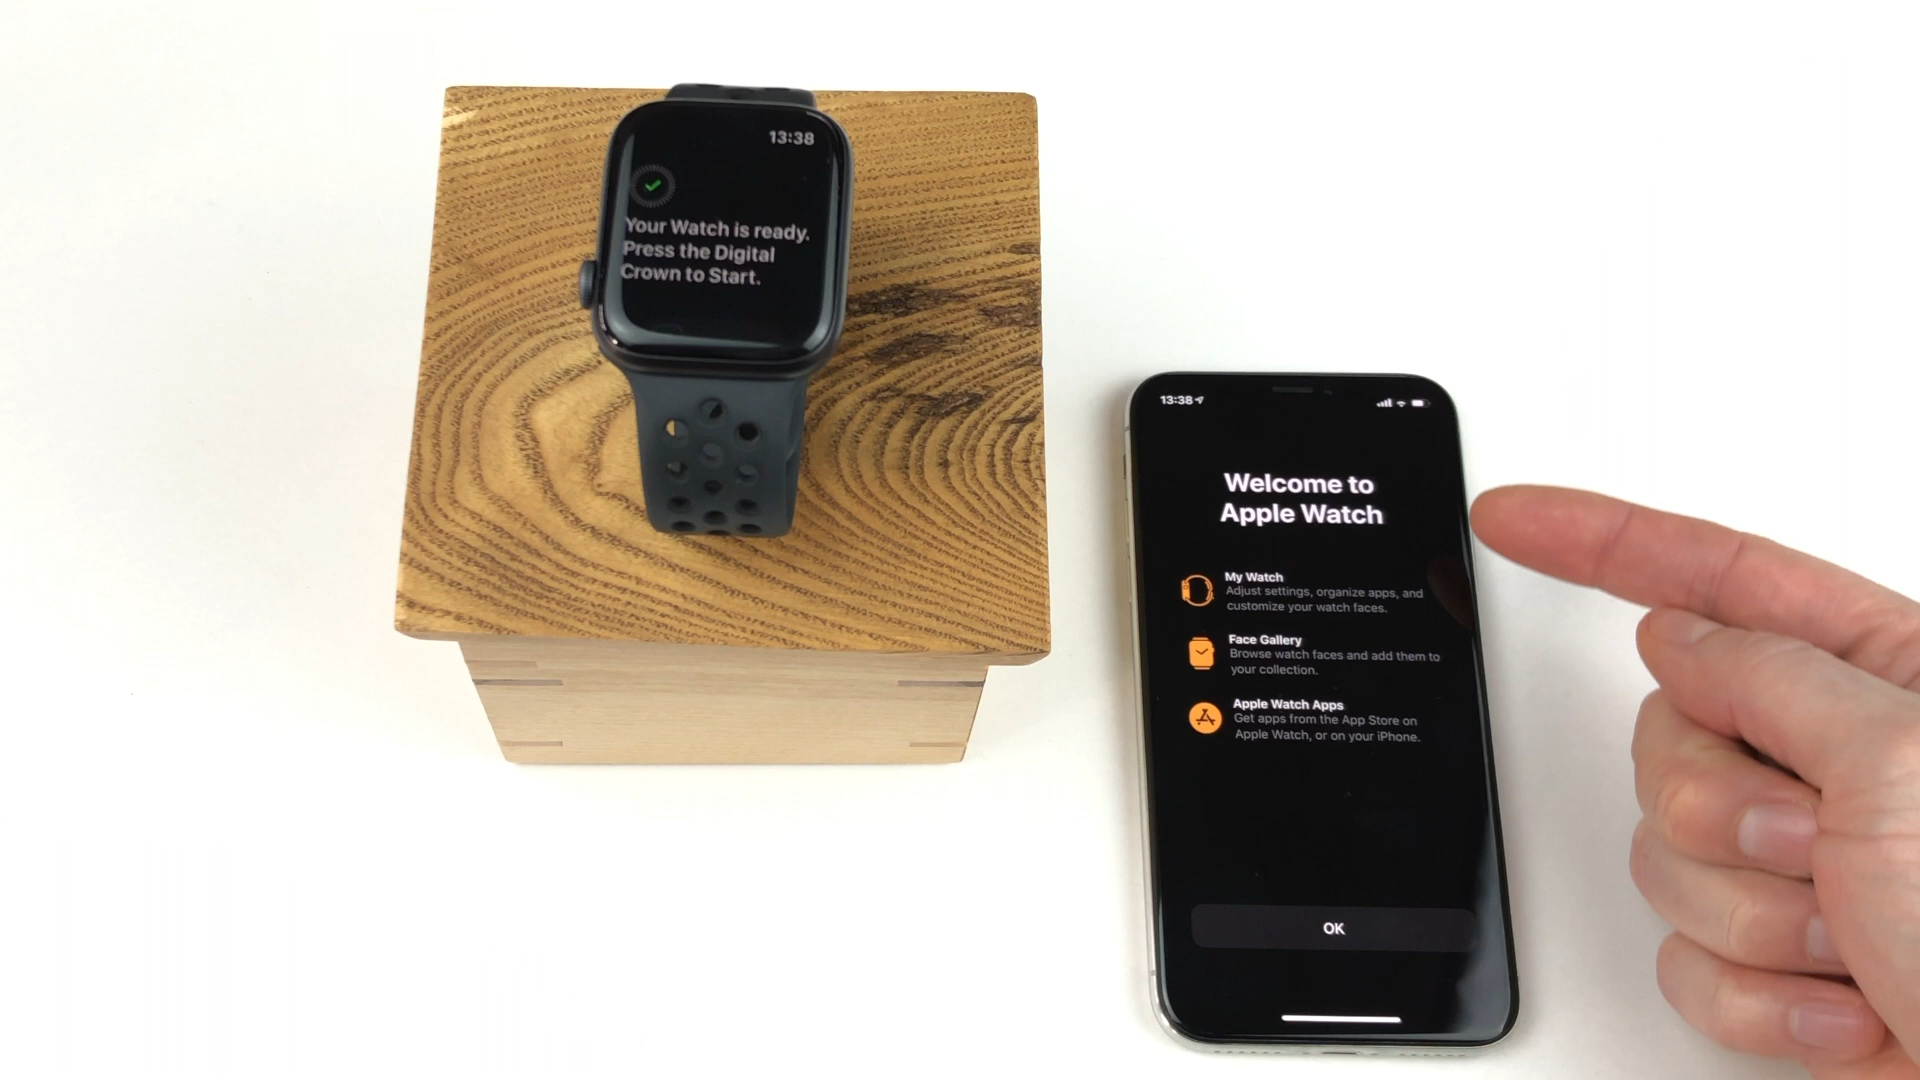 13:38
Your Watch is ready.
Press the Digital
Crown to Start.
13:38
Welcome to
Apple Watch
My Watch
Adjust settings, organize apps, and
customize your watch faces.
Face Gallery
Browse watch faces and add them to
your collection.
Apple Watch Apps
Get apps from the App Store on
Apple Watch, or on your iPhone.
OK